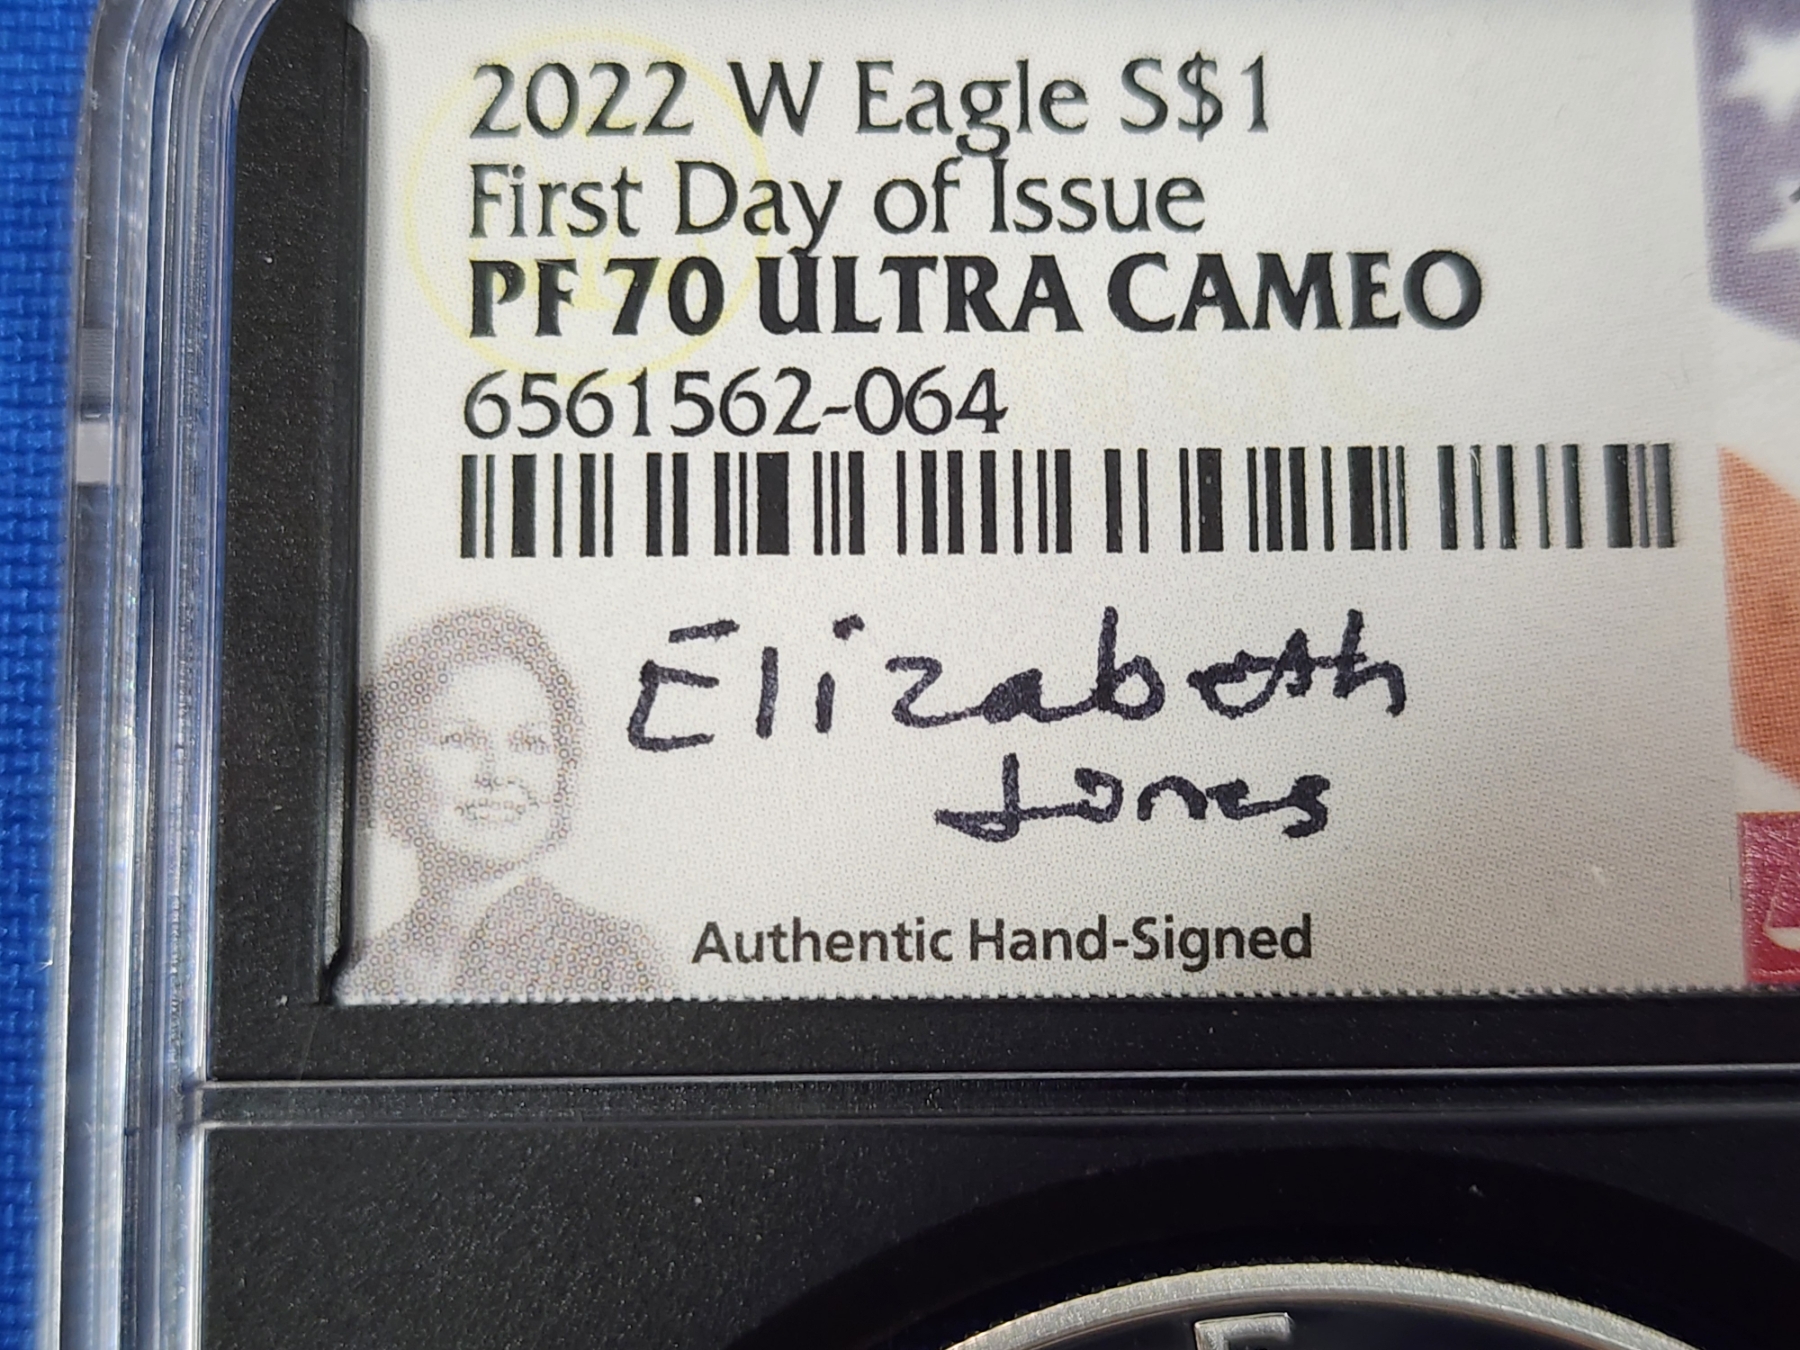 2022 W Eagle S$1
First Day of Issue
PF 70 ULTRA CAMEO
6561562-064
Elizabeth
Jones
Authentic Hand-Signed